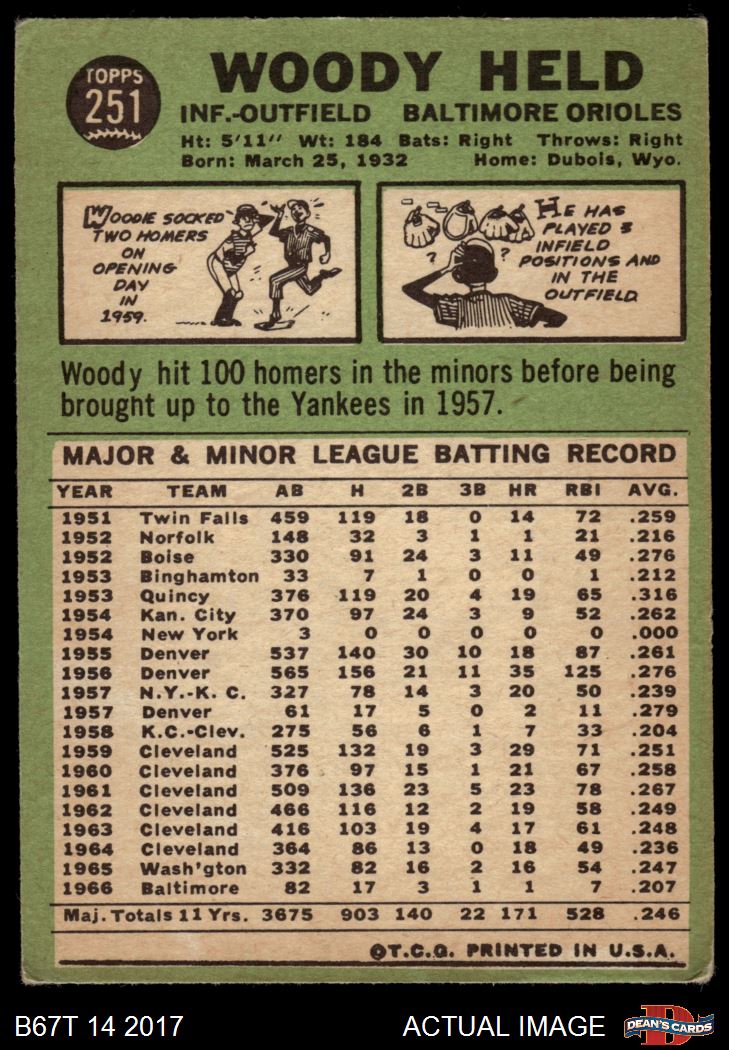 TOPPS
251
WOODY HELD
INF.-OUTFIELD BALTIMORE ORIOLES
Ht: 5'11" Wt: 184 Bats: Right Throws: Right
Born: March 25, 1932 Home: Dubois, Wyo.
WOODIE SOCKED
TWO HOMERS
ON
OPENING
DAY
IN
1959.
HE HAS
PLAYED 3
INFIELD
POSITIONS AND
IN THE
OUTFIELD.
? ?
Woody hit 100 homers in the minors before being
brought up to the Yankees in 1957.
MAJOR & MINOR LEAGUE BATTING RECORD
YEAR TEAM AB H 2B 3B HR RBI AVG.
1951 Twin Falls 459 119 18 0 14 72 .259
1952 Norfolk 148 32 3 1 1 21 .216
1952 Boise 330 91 24 3 11 49 .276
1953 Binghamton 33 7 1 0 0 1 .212
1953 Quincy 376 119 20 4 19 65 .316
1954 Kan. City 370 97 24 3 9 52 .262
1954 New York 3 0 0 0 0 0 .000
1955 Denver 537 140 30 10 18 87 .261
1956 Denver 565 156 21 11 35 125 .276
1957 N.Y.-K. C. 327 78 14 3 20 50 .239
1957 Denver 61 17 5 0 2 11 .279
1958 K.C.-Clev. 275 56 6 1 7 33 .204
1959 Cleveland 525 132 19 3 29 71 .251
1960 Cleveland 376 97 15 1 21 67 .258
1961 Cleveland 509 136 23 5 23 78 .267
1962 Cleveland 466 116 12 2 19 58 .249
1963 Cleveland 416 103 19 4 17 61 .248
1964 Cleveland 364 86 13 0 18 49 .236
1965 Wash'gton 332 82 16 2 16 54 .247
1966 Baltimore 82 17 3 1 1 7 .207
Maj. Totals 11 Yrs. 3675 903 140 22 171 528 .246
©T.C.G. PRINTED IN U.S.A.
B67T 14 2017 ACTUAL IMAGE
DEAN'S CARDS